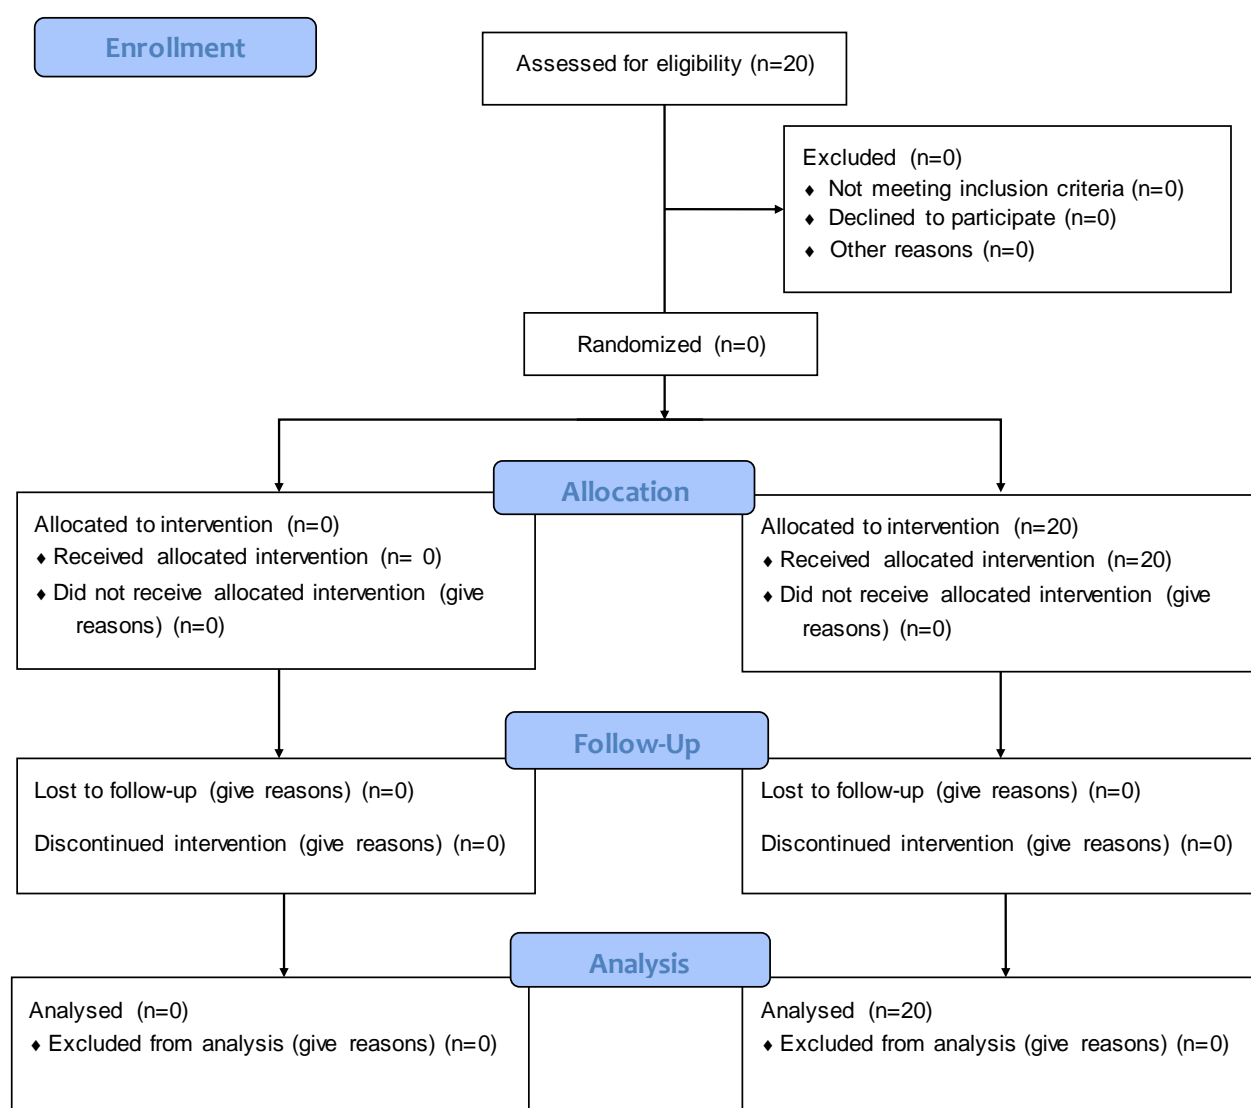 Enrollment
Assessed for eligibility (n=20)
Excluded (n=0)
♦ Not meeting inclusion criteria (n=0)
♦ Declined to participate (n=0)
♦ Other reasons (n=0)
Randomized (n=0)
Allocation
Allocated to intervention (n=0)
♦ Received allocated intervention (n= 0)
♦ Did not receive allocated intervention (give
reasons) (n=0)
Allocated to intervention (n=20)
♦ Received allocated intervention (n=20)
♦ Did not receive allocated intervention (give
reasons) (n=0)
Follow-Up
Lost to follow-up (give reasons) (n=0)
Discontinued intervention (give reasons) (n=0)
Lost to follow-up (give reasons) (n=0)
Discontinued intervention (give reasons) (n=0)
Analysis
Analysed (n=0)
♦ Excluded from analysis (give reasons) (n=0)
Analysed (n=20)
♦ Excluded from analysis (give reasons) (n=0)